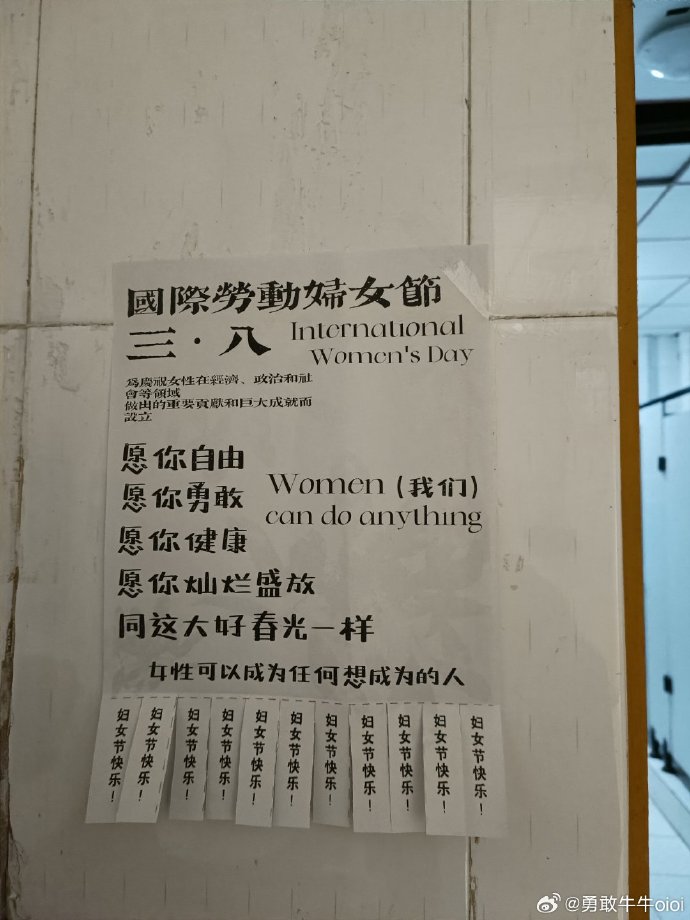 國際勞動婦女節
三·八 International
Women's Day
為慶祝女性在經濟、政治和社
會等領域
做出的重要貢獻和巨大成就而
設立
愿你自由
愿你勇敢
愿你健康
愿你灿烂盛放
同这大好春光一样
Women (我们)
can do anything
女性可以成为任何想成为的人
妇女节快乐!
妇女节快乐!
妇女节快乐!
妇女节快乐!
妇女节快乐!
妇女节快乐!
妇女节快乐!
妇女节快乐!
妇女节快乐!
妇女节快乐!
妇女节快乐!
@勇敢牛牛oioi